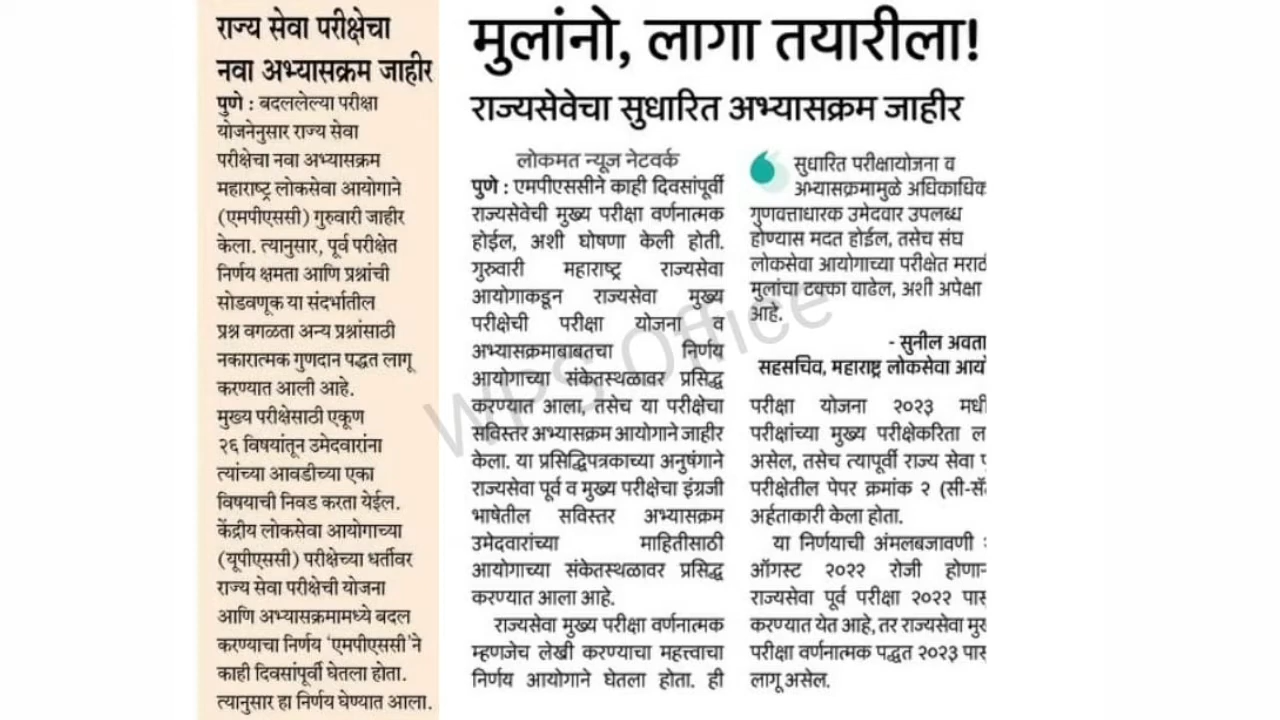 राज्य सेवा परीक्षेचा
नवा अभ्यासक्रम जाहीर
पुणे : बदललेल्या परीक्षा
योजनेनुसार राज्य सेवा
परीक्षेचा नवा अभ्यासक्रम
महाराष्ट्र लोकसेवा आयोगाने
(एमपीएससी) गुरुवारी जाहीर
केला. त्यानुसार, पूर्व परीक्षेत
निर्णय क्षमता आणि प्रश्नांची
सोडवणूक या संदर्भातील
प्रश्न वगळता अन्य प्रश्नांसाठी
नकारात्मक गुणदान पद्धत लागू
करण्यात आली आहे.
मुख्य परीक्षेसाठी एकूण
२६ विषयांतून उमेदवारांना
त्यांच्या आवडीच्या एका
विषयाची निवड करता येईल.
केंद्रीय लोकसेवा आयोगाच्या
(यूपीएससी) परीक्षेच्या धर्तीवर
राज्य सेवा परीक्षेची योजना
आणि अभ्यासक्रमामध्ये बदल
करण्याचा निर्णय ‘एमपीएससी’ने
काही दिवसांपूर्वी घेतला होता.
त्यानुसार हा निर्णय घेण्यात आला.
मुलांनो, लागा तयारीला!
राज्यसेवेचा सुधारित अभ्यासक्रम जाहीर
लोकमत न्यूज नेटवर्क
पुणे : एमपीएससीने काही दिवसांपूर्वी
राज्यसेवेची मुख्य परीक्षा वर्णनात्मक
होईल, अशी घोषणा केली होती.
गुरुवारी महाराष्ट्र राज्यसेवा
आयोगाकडून राज्यसेवा मुख्य
परीक्षेची परीक्षा योजना व
अभ्यासक्रमाबाबतचा निर्णय
आयोगाच्या संकेतस्थळावर प्रसिद्ध
करण्यात आला, तसेच या परीक्षेचा
सविस्तर अभ्यासक्रम आयोगाने जाहीर
केला. या प्रसिद्धिपत्रकाच्या अनुषंगाने
राज्यसेवा पूर्व व मुख्य परीक्षेचा इंग्रजी
भाषेतील सविस्तर अभ्यासक्रम
उमेदवारांच्या माहितीसाठी
आयोगाच्या संकेतस्थळावर प्रसिद्ध
करण्यात आला आहे.
राज्यसेवा मुख्य परीक्षा वर्णनात्मक
म्हणजेच लेखी करण्याचा महत्त्वाचा
निर्णय आयोगाने घेतला होता. ही
सुधारित परीक्षायोजना व
अभ्यासक्रमामुळे अधिकाधिक
गुणवत्ताधारक उमेदवार उपलब्ध
होण्यास मदत होईल, तसेच संघ
लोकसेवा आयोगाच्या परीक्षेत
मुलांचा टक्का वाढेल, अशी अपेक्षा
आहे.
- सुनील
सहसचिव, महाराष्ट्र लोकसेवा
परीक्षा योजना २०२३
परीक्षांच्या मुख्य परीक्षेकरिता
असेल, तसेच त्यापूर्वी राज्य सेवा
परीक्षेतील पेपर क्रमांक २
अर्हताकारी केला होता.
या निर्णयाची अंमलबजावणी
ऑगस्ट २०२२ रोजी
राज्यसेवा पूर्व परीक्षा २०२२
करण्यात येत आहे, तर राज्यसेवा
परीक्षा वर्णनात्मक पद्धत २०२३
लागू असेल.
WPS Office